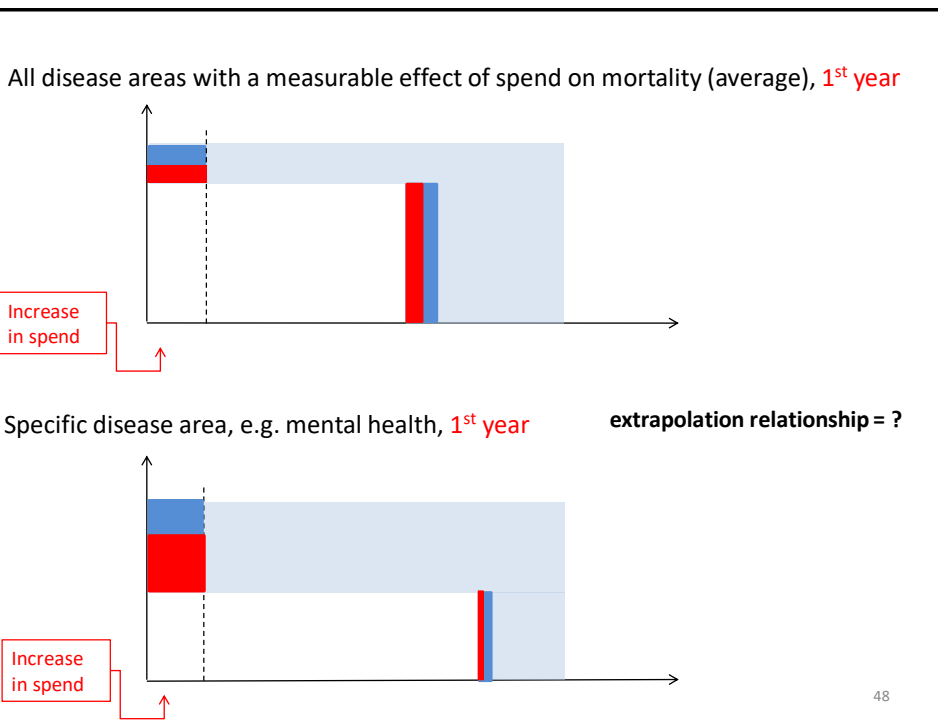 All disease areas with a measurable effect of spend on mortality (average), 1st year
Increase
in spend
Specific disease area, e.g. mental health, 1st year
extrapolation relationship = ?
Increase
in spend
48